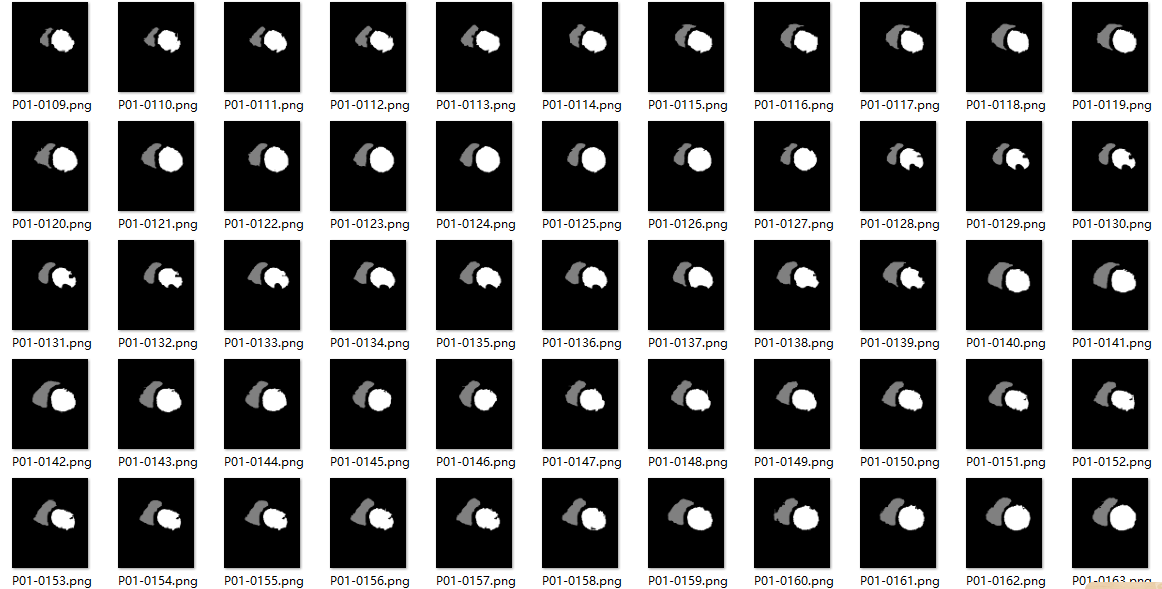 P01-0109.png P01-0110.png P01-0111.png P01-0112.png P01-0113.png P01-0114.png P01-0115.png P01-0116.png P01-0117.png P01-0118.png P01-0119.png
P01-0120.png P01-0121.png P01-0122.png P01-0123.png P01-0124.png P01-0125.png P01-0126.png P01-0127.png P01-0128.png P01-0129.png P01-0130.png
P01-0131.png P01-0132.png P01-0133.png P01-0134.png P01-0135.png P01-0136.png P01-0137.png P01-0138.png P01-0139.png P01-0140.png P01-0141.png
P01-0142.png P01-0143.png P01-0144.png P01-0145.png P01-0146.png P01-0147.png P01-0148.png P01-0149.png P01-0150.png P01-0151.png P01-0152.png
P01-0153.png P01-0154.png P01-0155.png P01-0156.png P01-0157.png P01-0158.png P01-0159.png P01-0160.png P01-0161.png P01-0162.png P01-0163.png